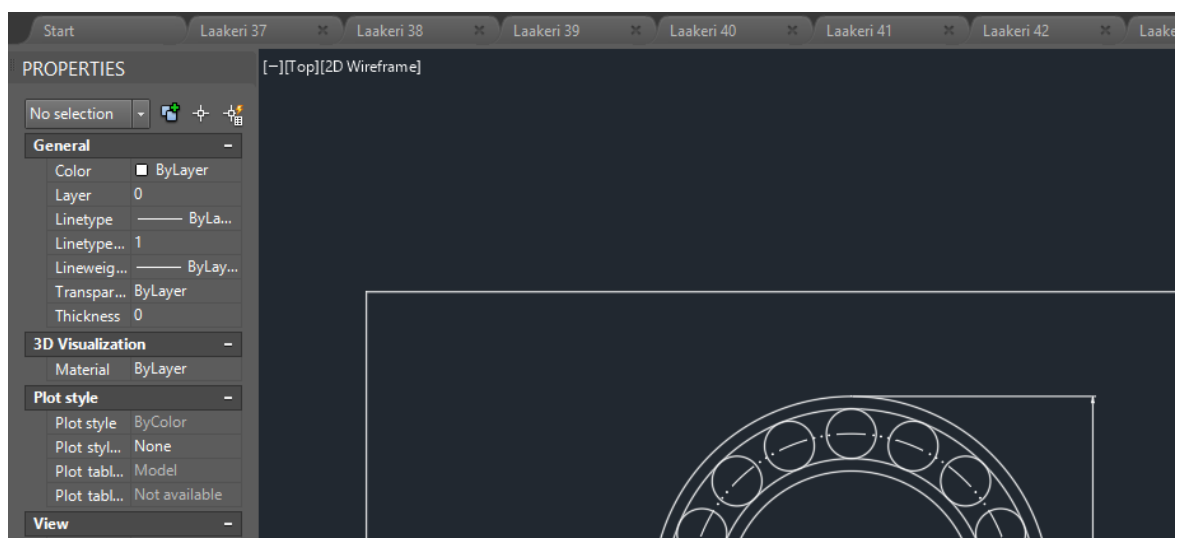 Start Laakeri 37 Laakeri 38 Laakeri 39 Laakeri 40 Laakeri 41 Laakeri 42 Laake
PROPERTIES
[−][Top][2D Wireframe]
No selection
General
Color ByLayer
Layer 0
Linetype ByLa...
Linetype... 1
Lineweig... ByLay...
Transpar... ByLayer
Thickness 0
3D Visualization
Material ByLayer
Plot style
Plot style ByColor
Plot styl... None
Plot tabl... Model
Plot tabl... Not available
View